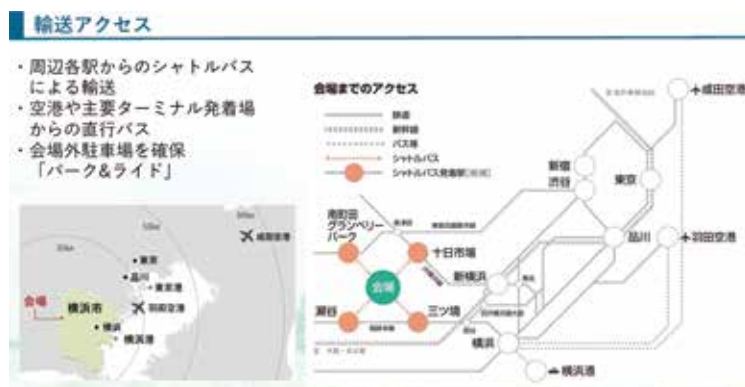 輸送アクセス
・周辺各駅からのシャトルバス
による輸送
・空港や主要ターミナル発着場
からの直行バス
・会場外駐車場を確保
「パーク&ライド」
会場までのアクセス
鉄道
新幹線
バス等
シャトルバス
シャトルバス発着駅
成田空港
新宿
渋谷
東京
南町田
グランベリー
パーク
十日市場
品川
羽田空港
新横浜
会場
瀬谷
三ツ境
横浜
横浜港
50km
成田空港
東京
品川
東京港
会場
横浜市
羽田空港
横浜
横浜港